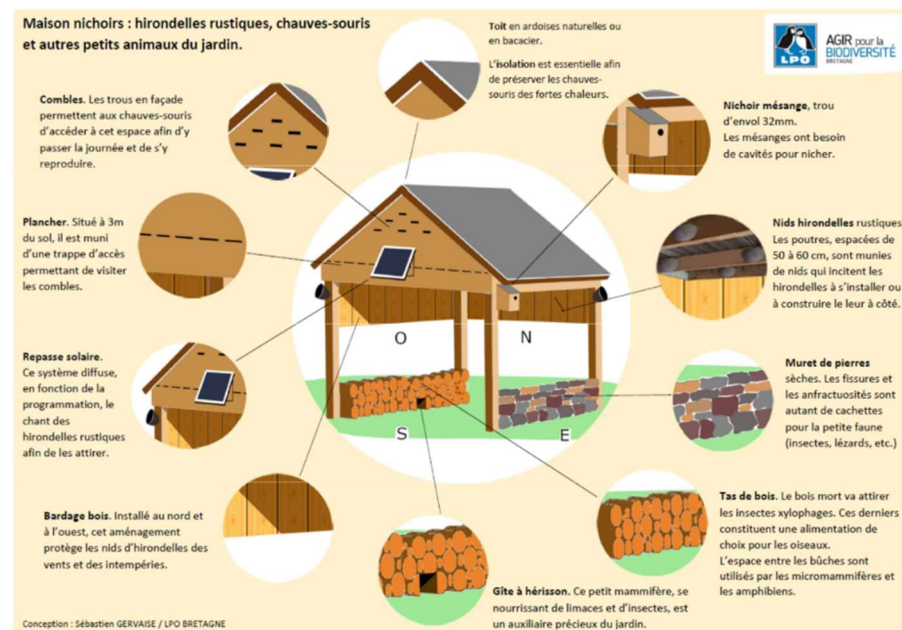 Maison nichoirs : hirondelles rustiques, chauves-souris
et autres petits animaux du jardin.
Toit en ardoises naturelles ou
en bacacier.
L'isolation est essentielle afin
de préserver les chauves-
souris des fortes chaleurs.
LPO
AGIR pour la
BIODIVERSITÉ
BRETAGNE
Combles. Les trous en façade
permettent aux chauves-souris
d'accéder à cet espace afin d'y
passer la journée et de s'y
reproduire.
Nichoir mésange, trou
d'envol 32mm.
Les mésanges ont besoin
de cavités pour nicher.
Plancher. Situé à 3m
du sol, il est muni
d'une trappe d'accès
permettant de visiter
les combles.
Nids hirondelles rustiques
Les poutres, espacées de
50 à 60 cm, sont munies
de nids qui incitent les
hirondelles à s'installer ou
à construire le leur à côté.
O
N
S
E
Repasse solaire.
Ce système diffuse,
en fonction de la
programmation, le
chant des
hirondelles rustiques
afin de les attirer.
Muret de pierres
sèches. Les fissures et
les anfractuosités sont
autant de cachettes
pour la petite faune
(insectes, lézards, etc.)
Bardage bois. Installé au nord et
à l'ouest, cet aménagement
protège les nids d'hirondelles des
vents et des intempéries.
Tas de bois. Le bois mort va attirer
les insectes xylophages. Ces derniers
constituent une alimentation de
choix pour les oiseaux.
L'espace entre les bûches sont
utilisés par les micromammifères et
les amphibiens.
Gîte à hérisson. Ce petit mammifère, se
nourrissant de limaces et d'insectes, est
un auxiliaire précieux du jardin.
Conception : Sébastien GERVAISE / LPO BRETAGNE